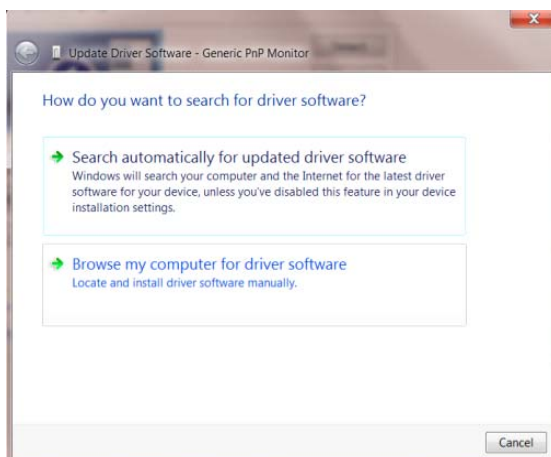 X
Update Driver Software - Generic PnP Monitor
How do you want to search for driver software?
Search automatically for updated driver software
Windows will search your computer and the Internet for the latest driver
software for your device, unless you've disabled this feature in your device
installation settings.
Browse my computer for driver software
Locate and install driver software manually.
Cancel